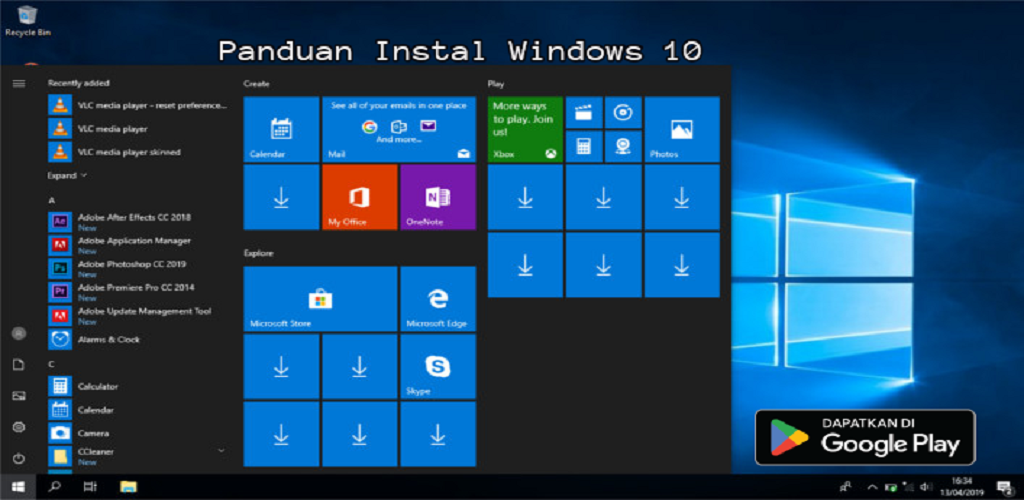 Recycle Bin
Panduan Instal Windows 10
Recently added
VLC media player - reset preference...
VLC media player
VLC media player skinned
Expand
A
Adobe After Effects CC 2018
New
Adobe Application Manager
New
Adobe Photoshop CC 2019
New
Adobe Premiere Pro CC 2014
New
Adobe Update Management Tool
New
Alarms & Clock
C
Calculator
Calendar
Camera
CCleaner
New
Create
Calendar
See all of your emails in one place
And more...
Mail
My Office
OneNote
Explore
Microsoft Store
Microsoft Edge
Skype
Play
More ways
to play. Join
us!
Xbox
Photos
DAPATKAN DI
Google Play
16:34
13/04/2019